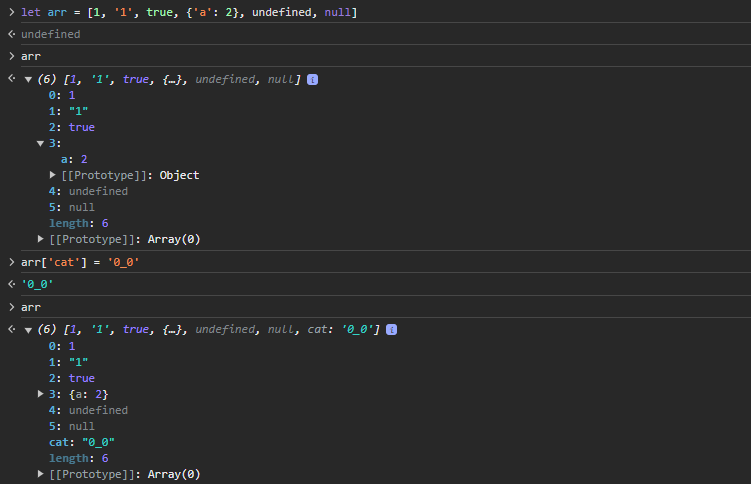 let arr = [1, '1', true, {'a': 2}, undefined, null]
undefined
arr
(6) [1, '1', true, {…}, undefined, null] i
0: 1
1: "1"
2: true
3:
a: 2
[[Prototype]]: Object
4: undefined
5: null
length: 6
[[Prototype]]: Array(0)
arr['cat'] = '0_0'
'0_0'
arr
(6) [1, '1', true, {…}, undefined, null, cat: '0_0'] i
0: 1
1: "1"
2: true
3: {a: 2}
4: undefined
5: null
cat: "0_0"
length: 6
[[Prototype]]: Array(0)